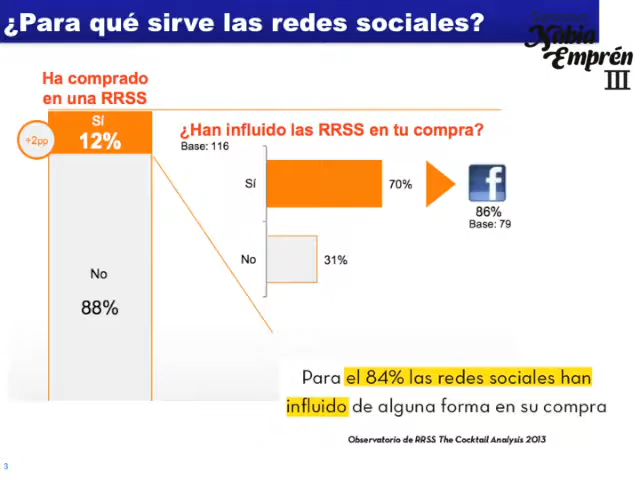 ¿Para qué sirve las redes sociales?
Nabia
Emprén
III
Ha comprado
en una RRSS
SÍ
12%
+2pp
¿Han influido las RRSS en tu compra?
Base: 116
Sí
70%
86%
Base: 79
No
31%
No
88%
Para el 84% las redes sociales han
influido de alguna forma en su compra
Observatorio de RRSS The Cocktail Analysis 2013
3